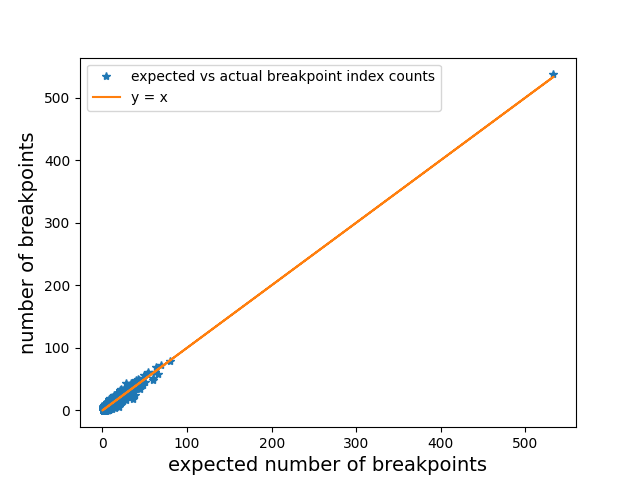 expected vs actual breakpoint index counts
y = x
500
400
300
200
100
0
number of breakpoints
0 100 200 300 400 500
expected number of breakpoints